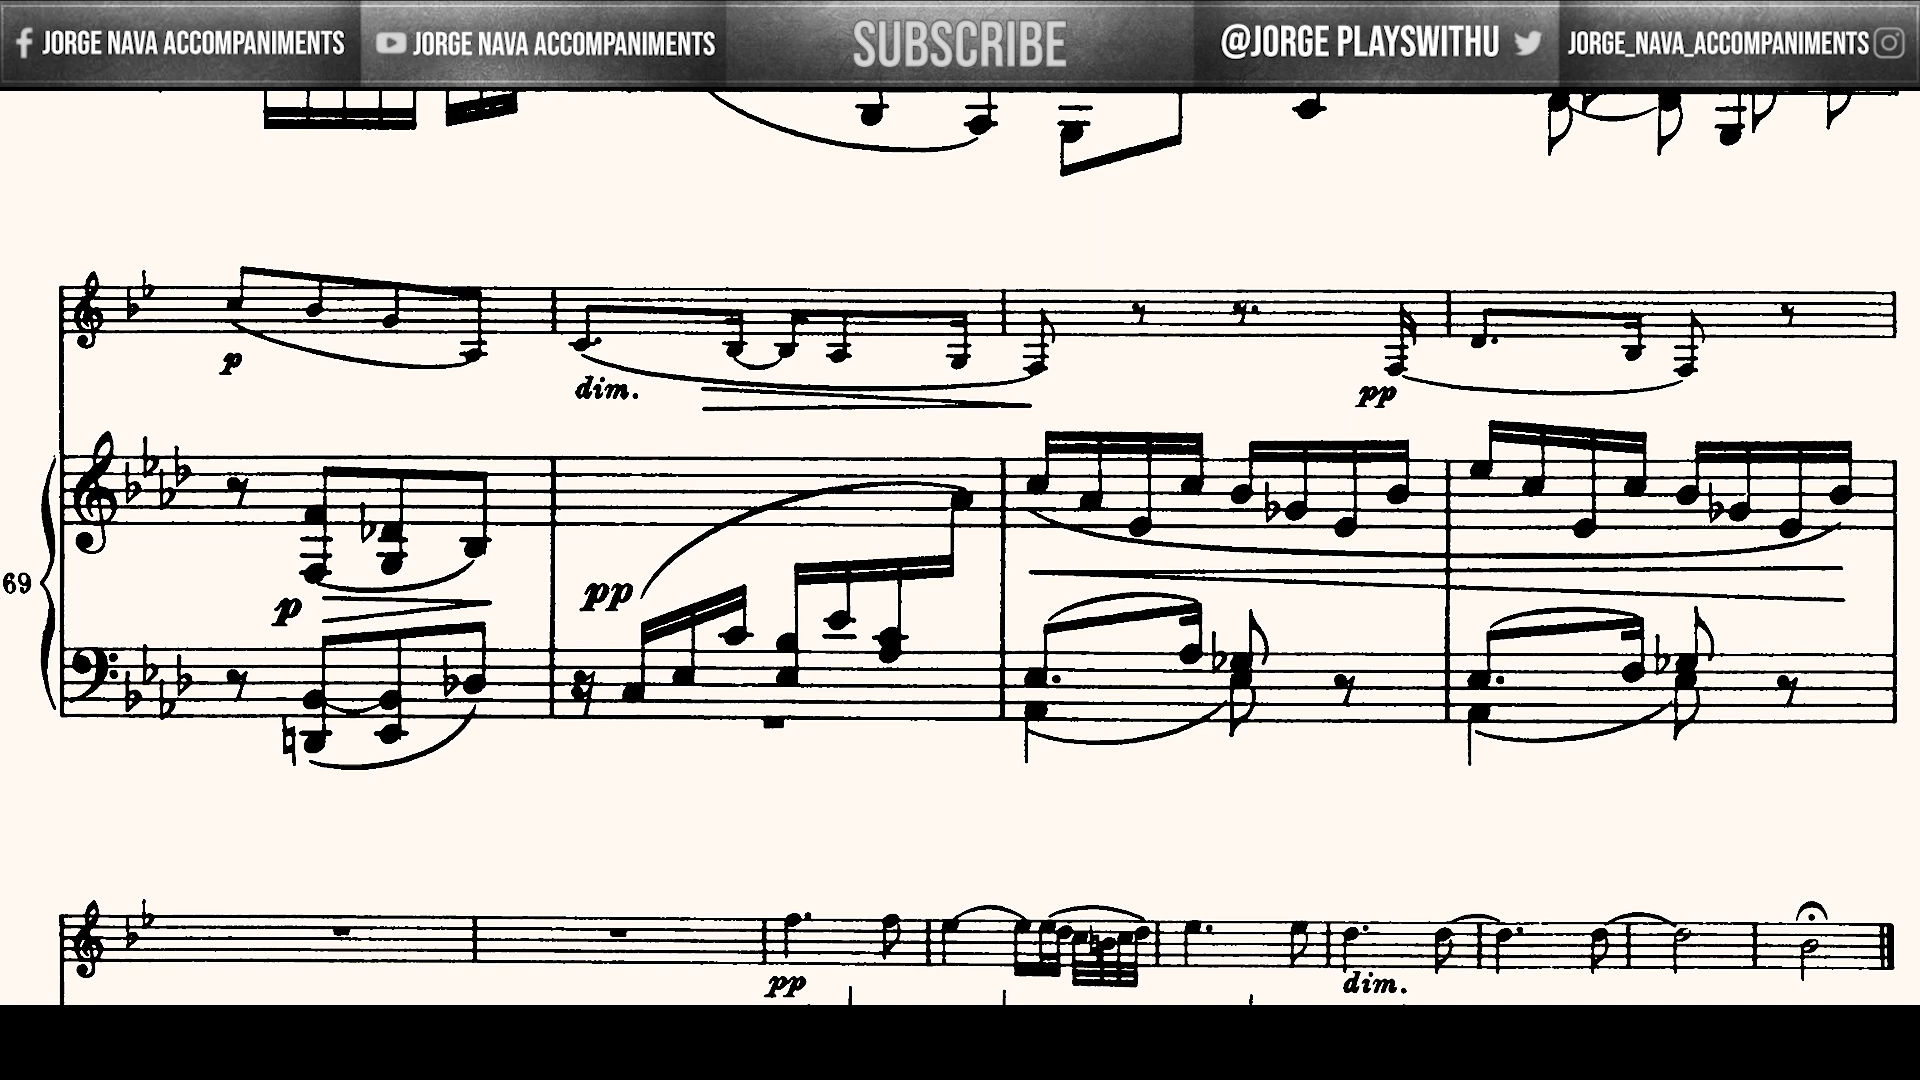 JORGE NAVA ACCOMPANIMENTS
JORGE NAVA ACCOMPANIMENTS
SUBSCRIBE
@JORGE PLAYSWITHU
JORGE_NAVA_ACCOMPANIMENTS
p
dim.
pp
69
p
pp
pp
dim.